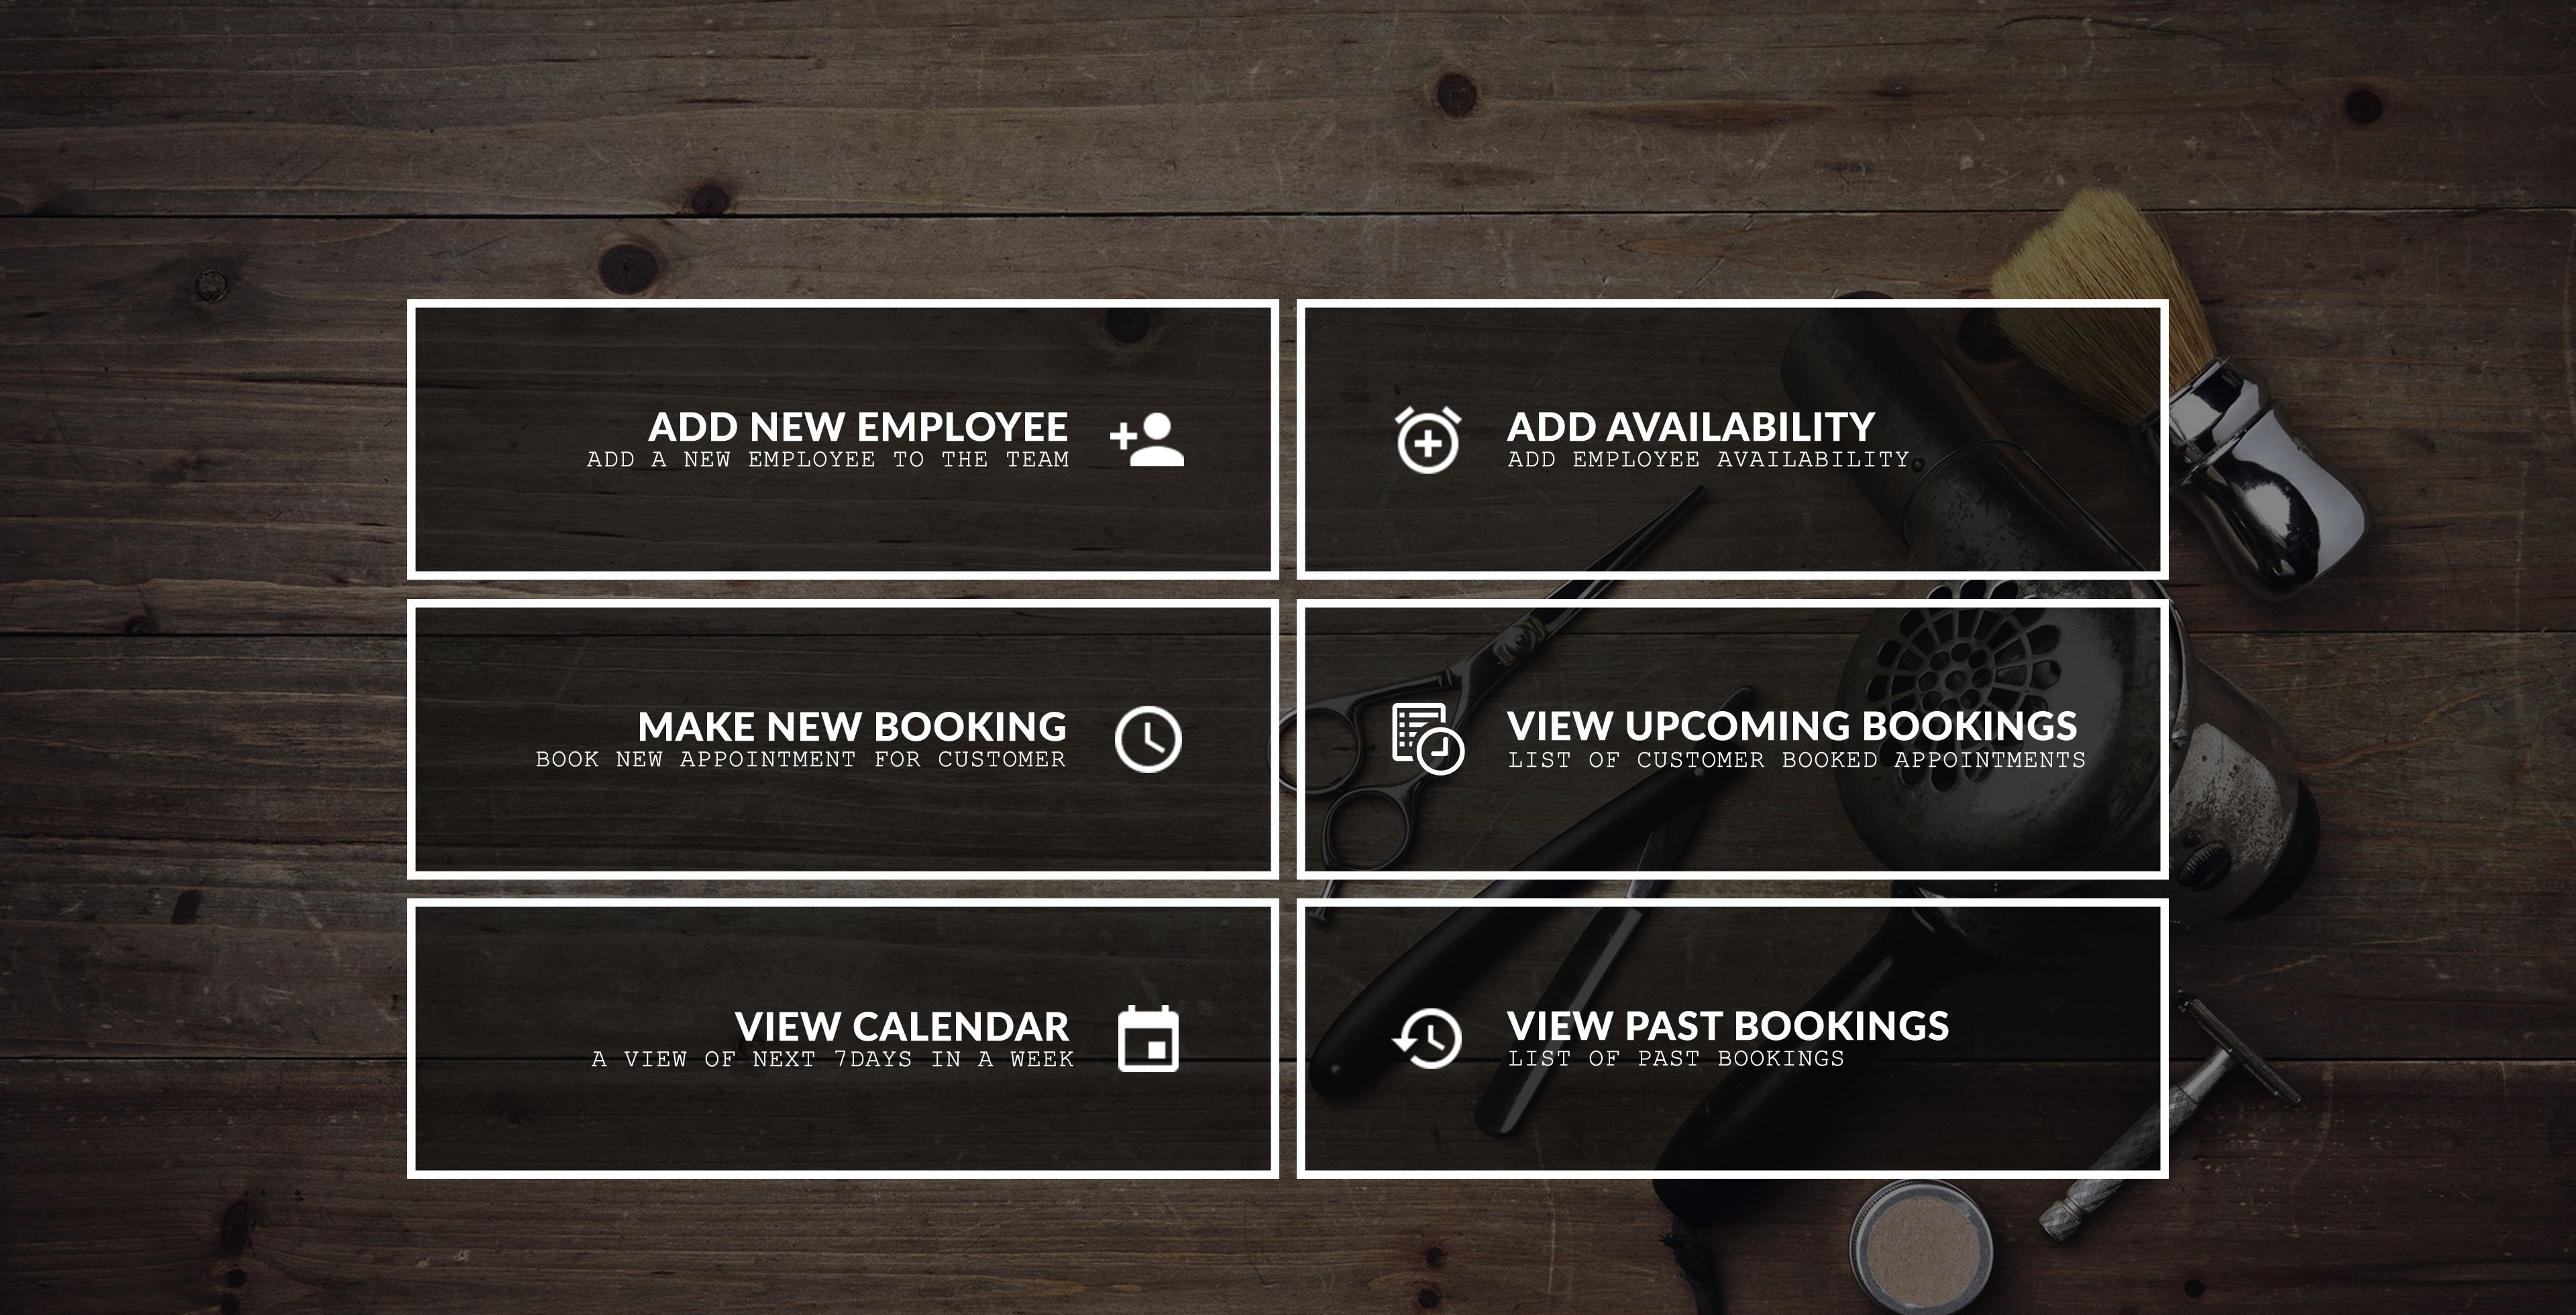 ADD NEW EMPLOYEE
ADD A NEW EMPLOYEE TO THE TEAM
ADD AVAILABILITY
ADD EMPLOYEE AVAILABILITY
MAKE NEW BOOKING
BOOK NEW APPOINTMENT FOR CUSTOMER
VIEW UPCOMING BOOKINGS
LIST OF CUSTOMER BOOKED APPOINTMENTS
VIEW CALENDAR
A VIEW OF NEXT 7DAYS IN A WEEK
VIEW PAST BOOKINGS
LIST OF PAST BOOKINGS